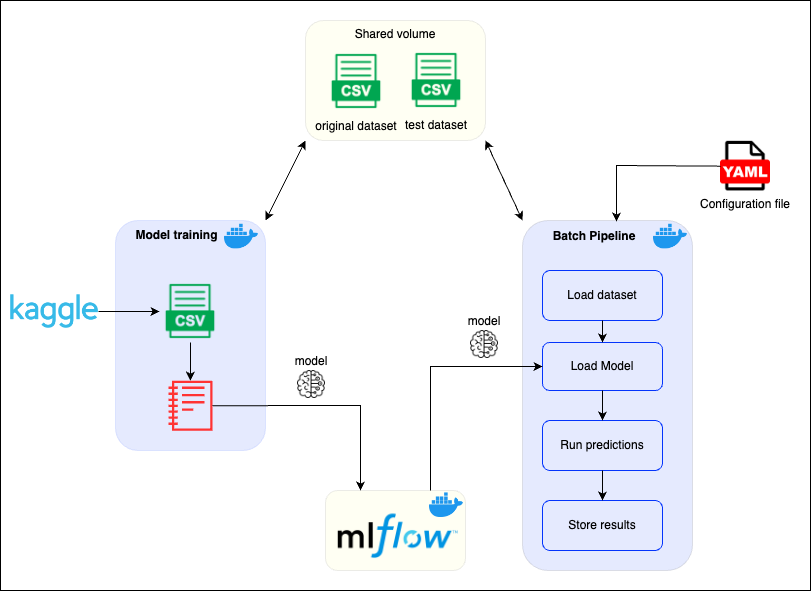 Shared volume
CSV
CSV
original dataset
test dataset
YAML
Configuration file
Model training
Batch Pipeline
kaggle
CSV
Load dataset
model
model
Load Model
Run predictions
mlflow™
Store results